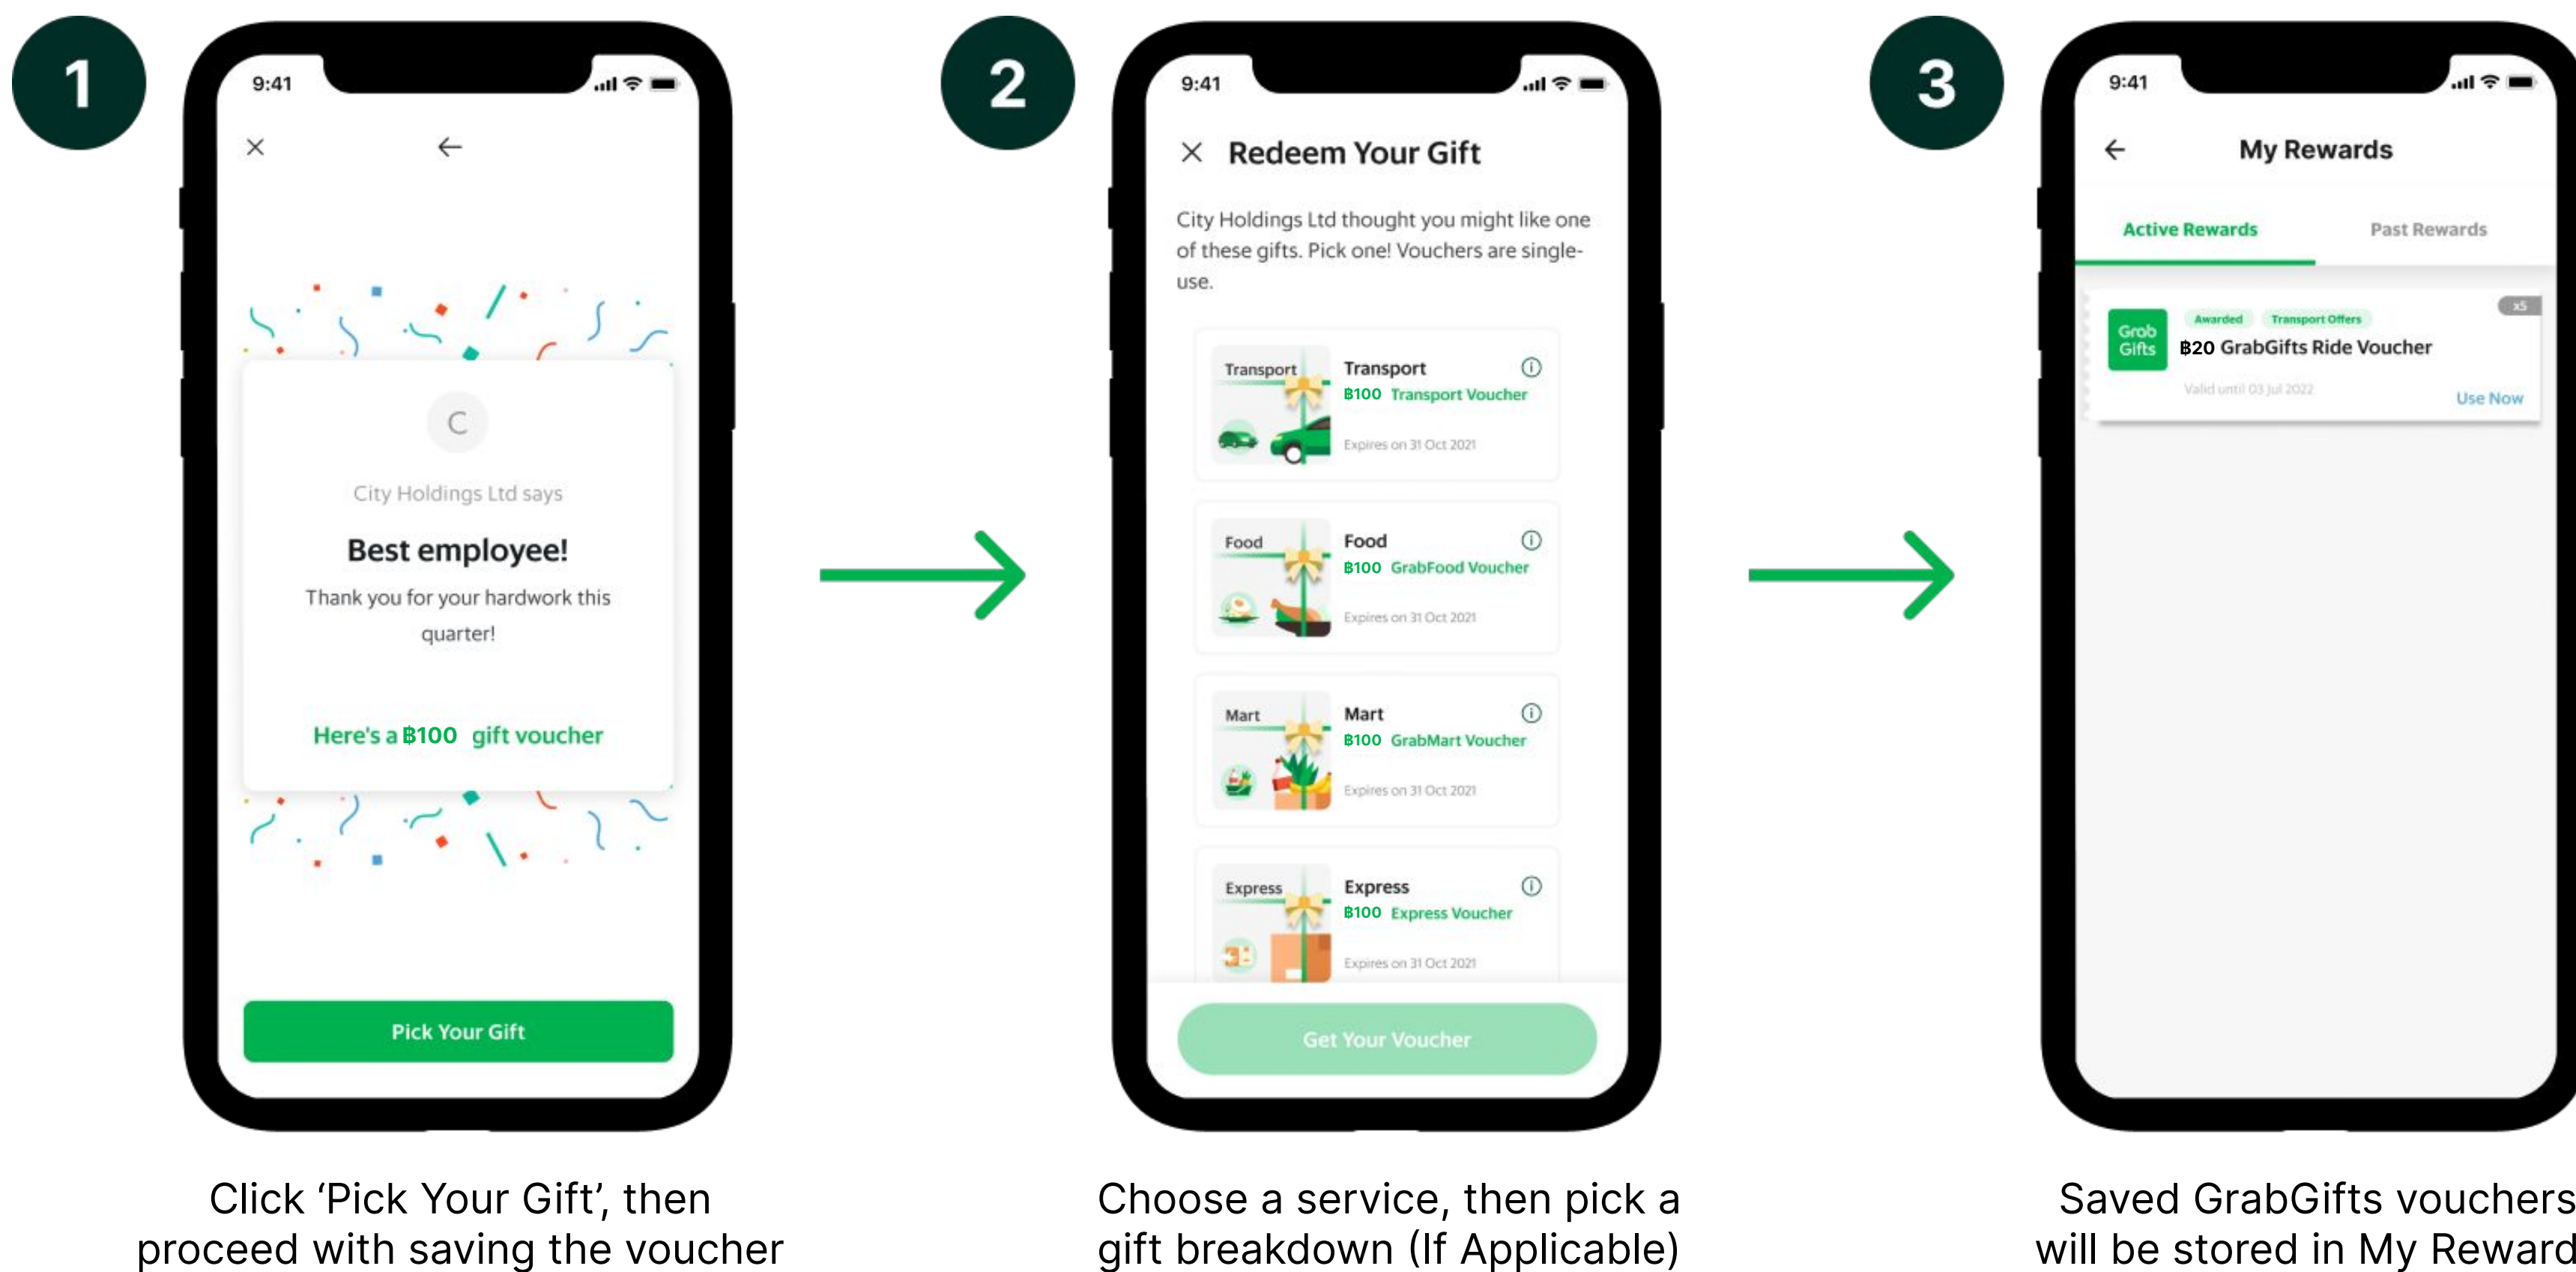 1
9:41
City Holdings Ltd says
C
Best employee!
Thank you for your hardwork this
quarter!
Here's a ฿100 gift voucher
Pick Your Gift
Click ‘Pick Your Gift’, then
proceed with saving the voucher
2
9:41
Redeem Your Gift
City Holdings Ltd thought you might like one
of these gifts. Pick one! Vouchers are single-
use.
Transport
Transport
฿100 Transport Voucher
Expires on 31 Oct 2021
Food
Food
฿100 GrabFood Voucher
Expires on 31 Oct 2021
Mart
Mart
฿100 GrabMart Voucher
Expires on 31 Oct 2021
Express
Express
฿100 Express Voucher
Expires on 31 Oct 2021
Get Your Voucher
Choose a service, then pick a
gift breakdown (If Applicable)
3
9:41
My Rewards
Active Rewards Past Rewards
x5
Grab
Gifts
Awarded Transport Offers
฿20 GrabGifts Ride Voucher
Valid until 03 Jul 2022
Use Now
Saved GrabGifts vouchers
will be stored in My Reward